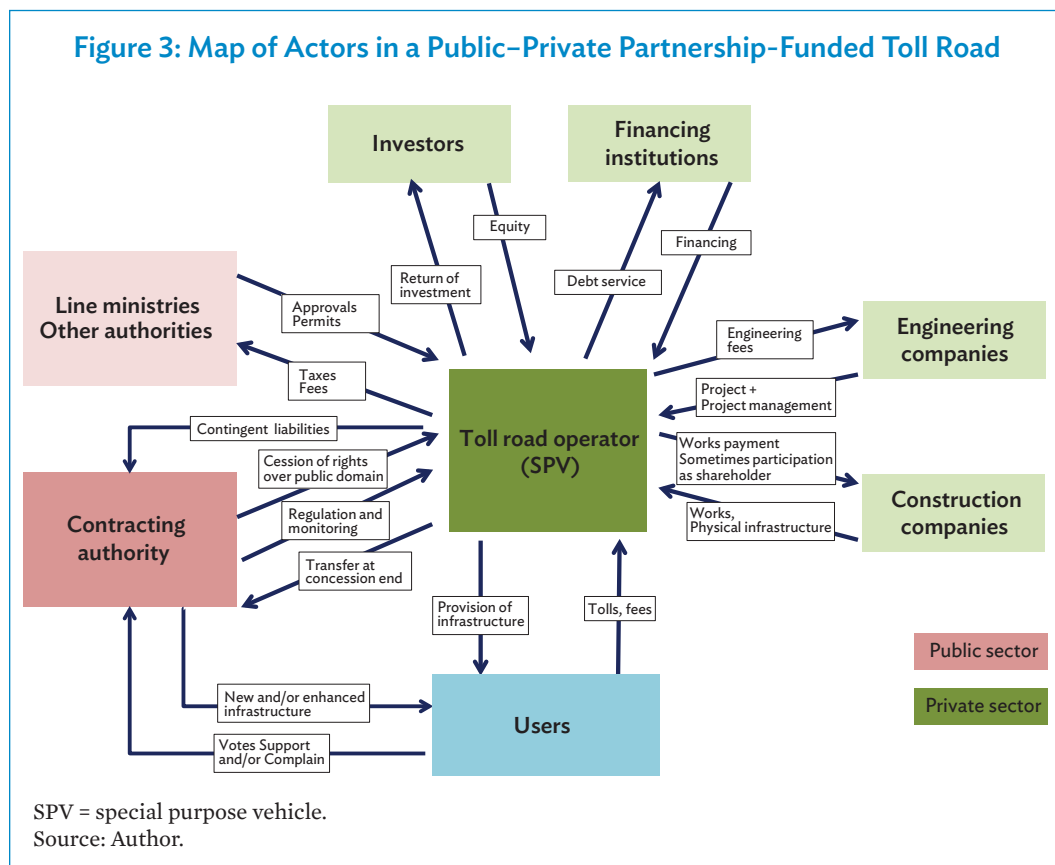 Figure 3: Map of Actors in a Public–Private Partnership-Funded Toll Road
Investors
Financing
institutions
Equity
Financing
Return of
investment
Debt service
Line ministries
Other authorities
Approvals
Permits
Engineering
fees
Engineering
companies
Taxes
Fees
Project +
Project management
Contingent liabilities
Toll road operator
(SPV)
Cession of rights
over public domain
Works payment
Sometimes participation
as shareholder
Contracting
authority
Regulation and
monitoring
Works,
Physical infrastructure
Construction
companies
Transfer at
concession end
Provision of
infrastructure
Tolls, fees
Public sector
New and/or enhanced
infrastructure
Users
Private sector
Votes Support
and/or Complain
SPV = special purpose vehicle.
Source: Author.